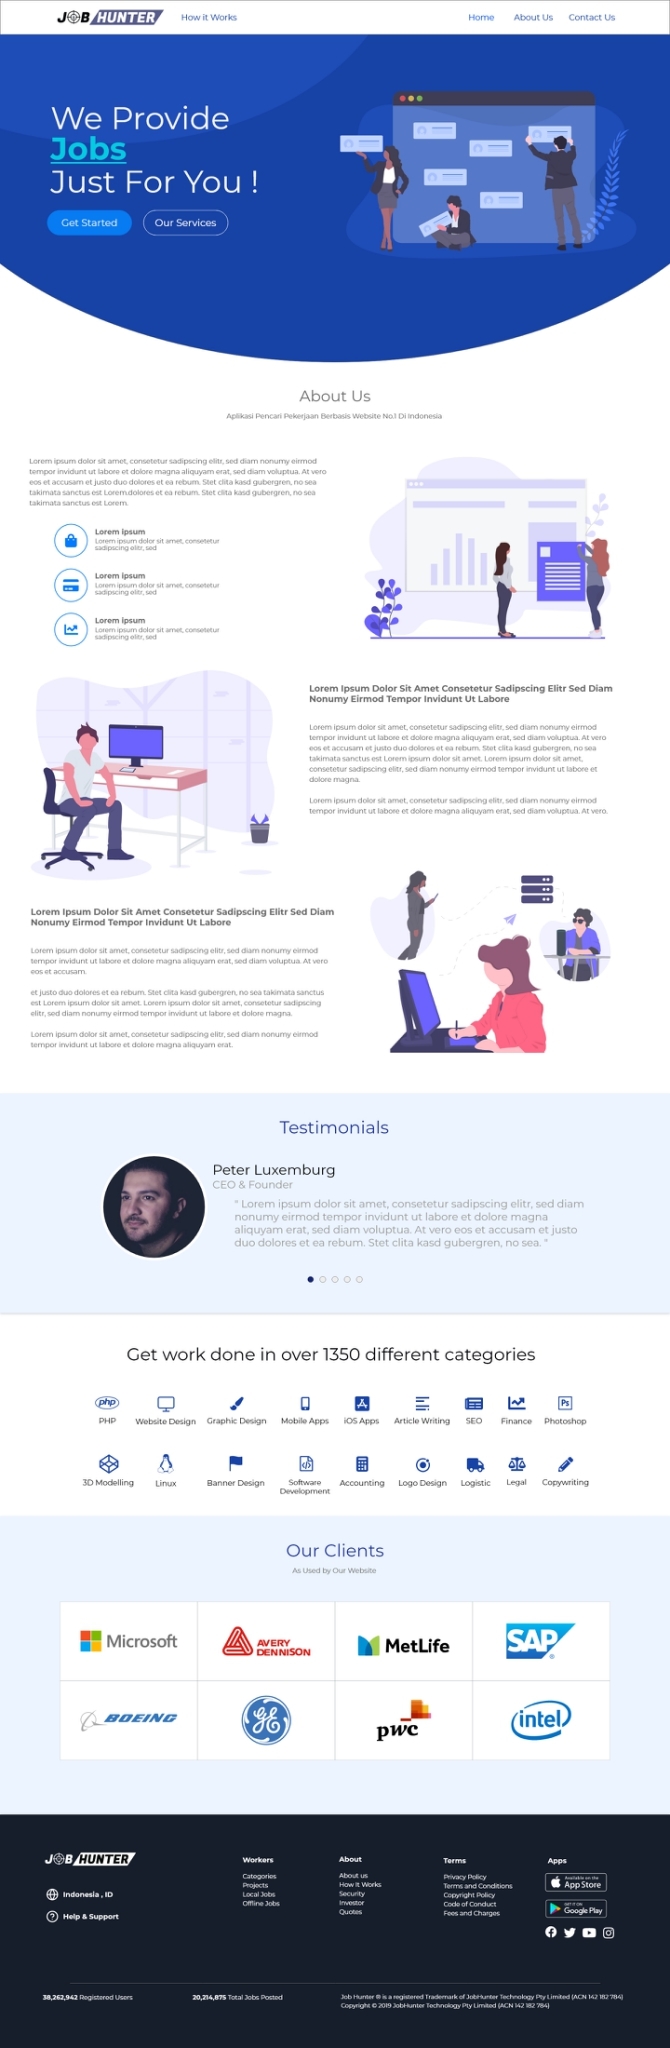 JOB HUNTER
How it Works
Home
About Us
Contact Us
We Provide
Jobs
Just For You !
Get Started
Our Services
About Us
Aplikasi Pencari Pekerjaan Berbasis Website No.1 Di Indonesia
Lorem ipsum dolor sit amet, consetetur sadipscing elitr, sed diam nonumy eirmod
tempor invidunt ut labore et dolore magna aliquyam erat, sed diam voluptua. At vero
eos et accusam et justo duo dolores et ea rebum. Stet clita kasd gubergren, no sea
takimata sanctus est Lorem.dolores et ea rebum. Stet clita kasd gubergren, no sea
takimata sanctus est Lorem.
Lorem ipsum
Lorem ipsum dolor sit amet, consetetur
sadipscing elitr, sed
Lorem ipsum
Lorem ipsum dolor sit amet, consetetur
sadipscing elitr, sed
Lorem ipsum
Lorem ipsum dolor sit amet, consetetur
sadipscing elitr, sed
Lorem Ipsum Dolor Sit Amet Consetetur Sadipscing Elitr Sed Diam
Nonumy Eirmod Tempor Invidunt Ut Labore
Lorem ipsum dolor sit amet, consetetur sadipscing elitr, sed diam nonumy eirmod
tempor invidunt ut labore et dolore magna aliquyam erat, sed diam voluptua. At vero
eos et accusam et justo duo dolores et ea rebum. Stet clita kasd gubergren, no sea
takimata sanctus est Lorem ipsum dolor sit amet. Lorem ipsum dolor sit amet,
consetetur sadipscing elitr, sed diam nonumy eirmod tempor invidunt ut labore et
dolore magna.
Lorem ipsum dolor sit amet, consetetur sadipscing elitr, sed diam nonumy eirmod
tempor invidunt ut labore et dolore magna aliquyam erat, sed diam voluptua. At vero.
Lorem Ipsum Dolor Sit Amet Consetetur Sadipscing Elitr Sed Diam
Nonumy Eirmod Tempor Invidunt Ut Labore
Lorem ipsum dolor sit amet, consetetur sadipscing elitr, sed diam nonumy eirmod
tempor invidunt ut labore et dolore magna aliquyam erat, sed diam voluptua. At vero
eos et accusam.
et justo duo dolores et ea rebum. Stet clita kasd gubergren, no sea takimata sanctus
est Lorem ipsum dolor sit amet. Lorem ipsum dolor sit amet, consetetur sadipscing
elitr, sed diam nonumy eirmod tempor invidunt ut labore et dolore magna.
Lorem ipsum dolor sit amet, consetetur sadipscing elitr, sed diam nonumy eirmod
tempor invidunt ut labore et dolore magna aliquyam erat.
Testimonials
Peter Luxemburg
CEO & Founder
" Lorem ipsum dolor sit amet, consetetur sadipscing elitr, sed diam
nonumy eirmod tempor invidunt ut labore et dolore magna
aliquyam erat, sed diam voluptua. At vero eos et accusam et justo
duo dolores et ea rebum. Stet clita kasd gubergren, no sea. "
Get work done in over 1350 different categories
php
Ps
PHP
Website Design
Graphic Design
Mobile Apps
iOS Apps
Article Writing
SEO
Finance
Photoshop
3D Modelling
Linux
Banner Design
Software
Development
Accounting
Logo Design
Logistic
Legal
Copywriting
Our Clients
As Used by Our Website
Microsoft
AVERY
DENNISON
MetLife
SAP
BOEING
GE
pwc
intel
JOB HUNTER
Indonesia , ID
Help & Support
Workers
Categories
Projects
Local Jobs
Offline Jobs
About
About us
How it Works
Security
Investor
Quotes
Terms
Privacy Policy
Terms and Conditions
Copyright Policy
Code of Conduct
Fees and Charges
Apps
Available on the
App Store
GET IT ON
Google Play
38,262,942 Registered Users
20,214,875 Total Jobs Posted
Job Hunter ® is a registered Trademark of JobHunter Technology Pty Limited (ACN 142 182 784)
Copyright © 2019 JobHunter Technology Pty Limited (ACN 142 182 784)